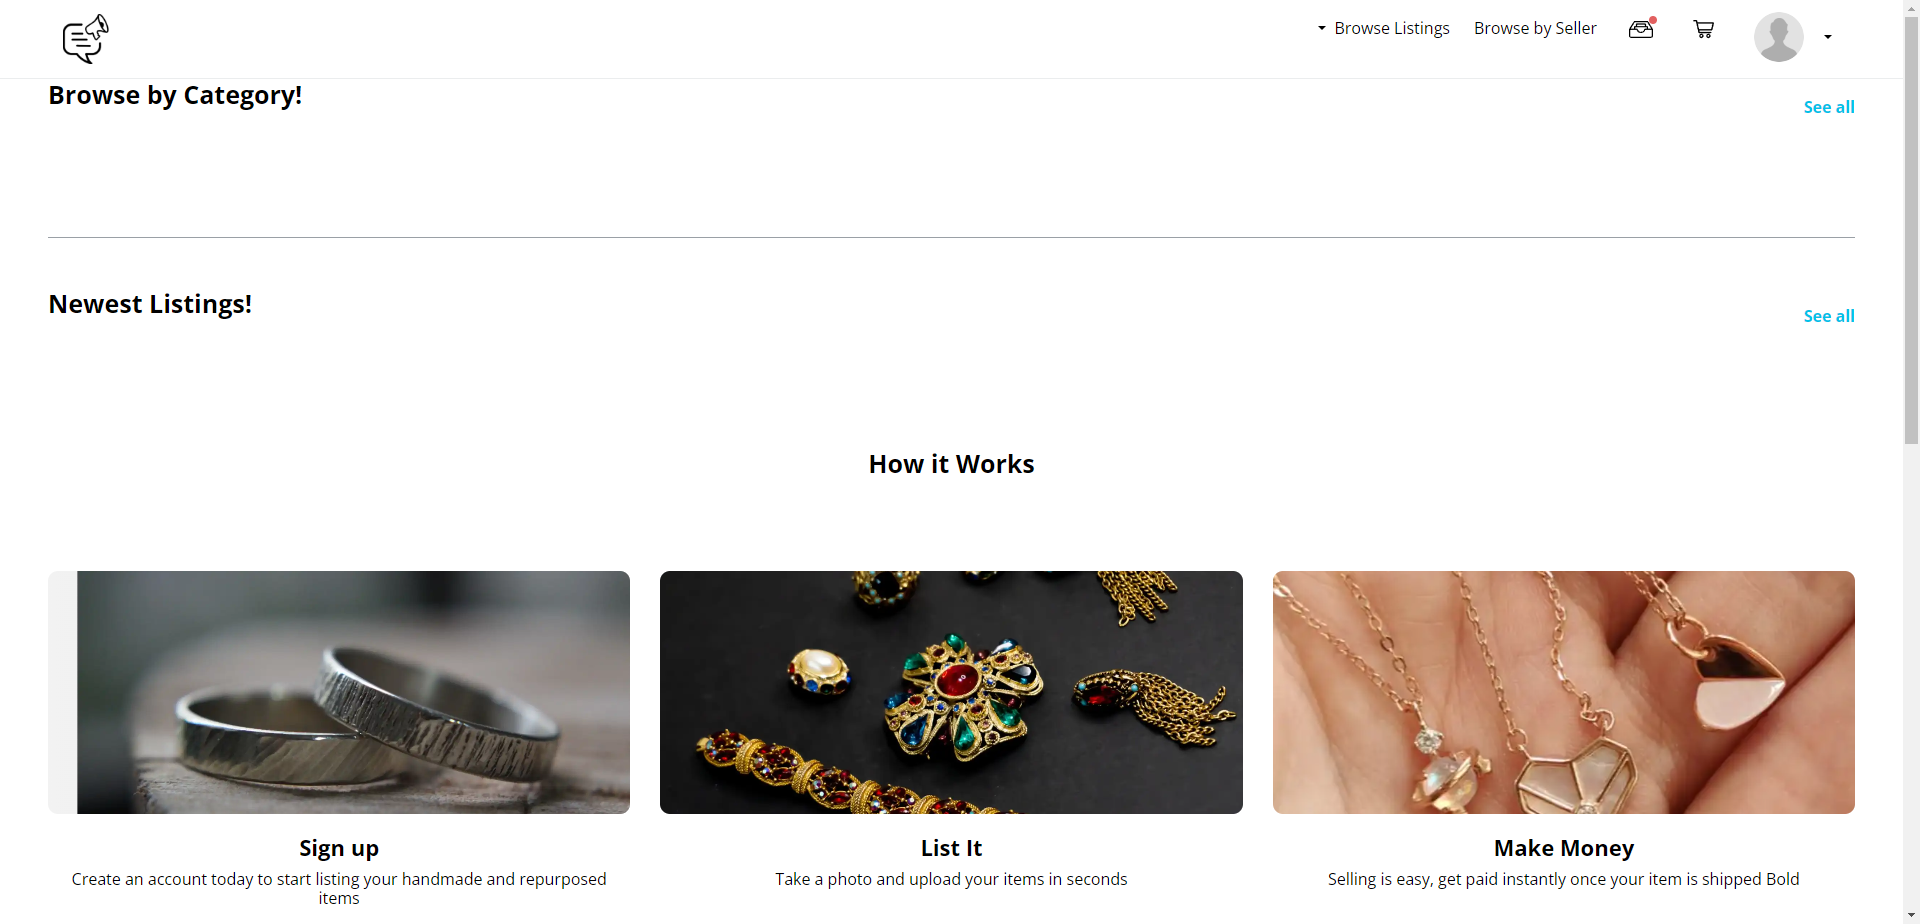 Browse Listings
Browse by Seller
Browse by Category!
See all
Newest Listings!
See all
How it Works
Sign up
Create an account today to start listing your handmade and repurposed
items
List It
Take a photo and upload your items in seconds
Make Money
Selling is easy, get paid instantly once your item is shipped Bold